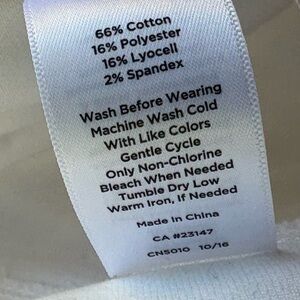 66% Cotton
16% Polyester
16% Lyocell
2% Spandex
Wash Before Wearing
Machine Wash Cold
With Like Colors
Gentle Cycle
Only Non-Chlorine
Bleach When Needed
Tumble Dry Low
Warm Iron, If Needed
Made in China
CA #23147
CN5010 10/16